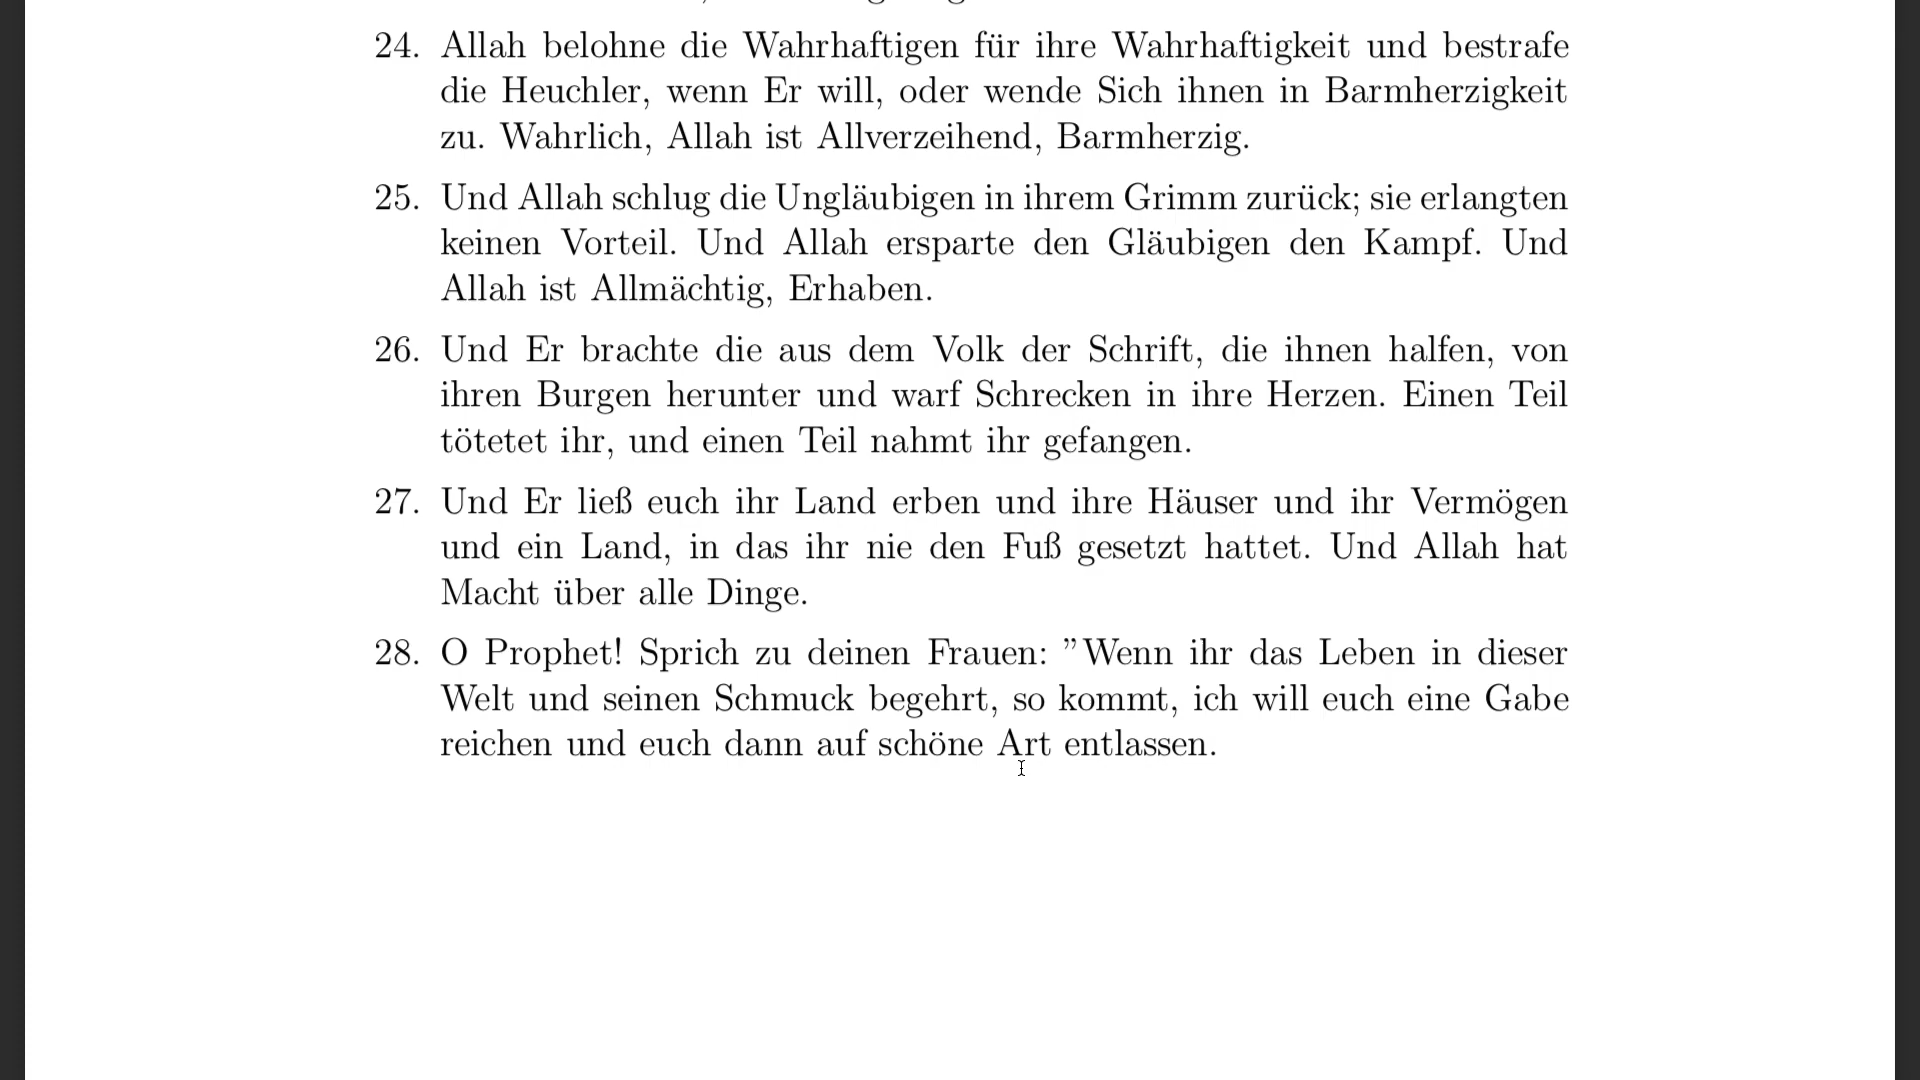 24. Allah belohne die Wahrhaftigen für ihre Wahrhaftigkeit und bestrafe
die Heuchler, wenn Er will, oder wende Sich ihnen in Barmherzigkeit
zu. Wahrlich, Allah ist Allverzeihend, Barmherzig.
25. Und Allah schlug die Ungläubigen in ihrem Grimm zurück; sie erlangten
keinen Vorteil. Und Allah ersparte den Gläubigen den Kampf. Und
Allah ist Allmächtig, Erhaben.
26. Und Er brachte die aus dem Volk der Schrift, die ihnen halfen, von
ihren Burgen herunter und warf Schrecken in ihre Herzen. Einen Teil
tötetet ihr, und einen Teil nahmt ihr gefangen.
27. Und Er ließ euch ihr Land erben und ihre Häuser und ihr Vermögen
und ein Land, in das ihr nie den Fuß gesetzt hattet. Und Allah hat
Macht über alle Dinge.
28. O Prophet! Sprich zu deinen Frauen: ”Wenn ihr das Leben in dieser
Welt und seinen Schmuck begehrt, so kommt, ich will euch eine Gabe
reichen und euch dann auf schöne Art entlassen.